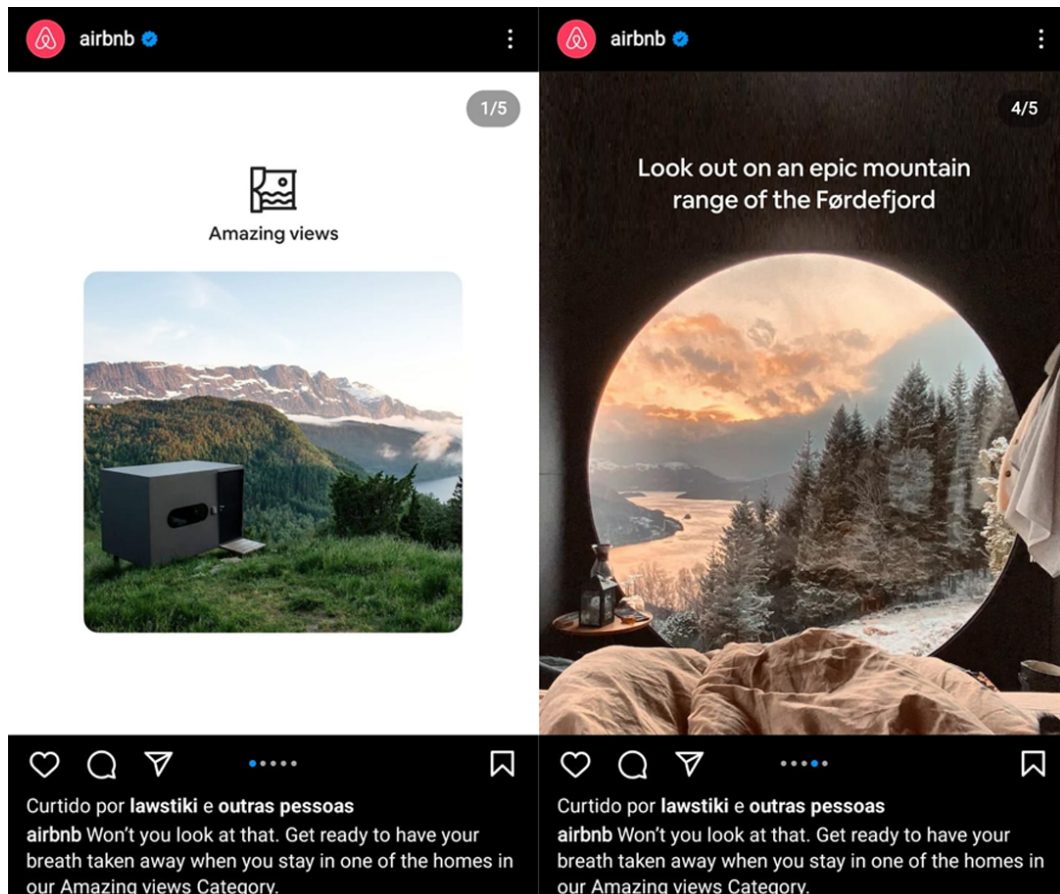 airbnb
1/5
Amazing views
Curtido por lawstiki e outras pessoas
airbnb Won't you look at that. Get ready to have your
breath taken away when you stay in one of the homes in
our Amazing views Category.
airbnb
4/5
Look out on an epic mountain
range of the Førdefjord
Curtido por lawstiki e outras pessoas
airbnb Won't you look at that. Get ready to have your
breath taken away when you stay in one of the homes in
our Amazing views Category.